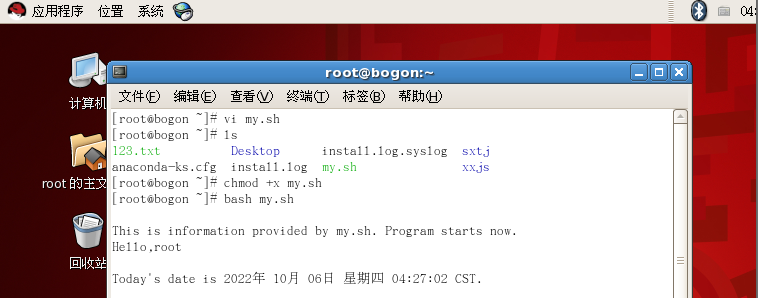 应用程序 位置 系统 04:
root@bogon:~
计算机
文件(F) 编辑(E) 查看(V) 终端(T) 标签(B) 帮助(H)
[root@bogon ~]# vi my.sh
[root@bogon ~]# ls
123.txt Desktop install.log.syslog sxtj
anaconda-ks.cfg install.log my.sh xxjs
root 的主文
[root@bogon ~]# chmod +x my.sh
[root@bogon ~]# bash my.sh
This is information provided by my.sh. Program starts now.
Hello,root
回收站
Today's date is 2022年 10月 06日 星期四 04:27:02 CST.